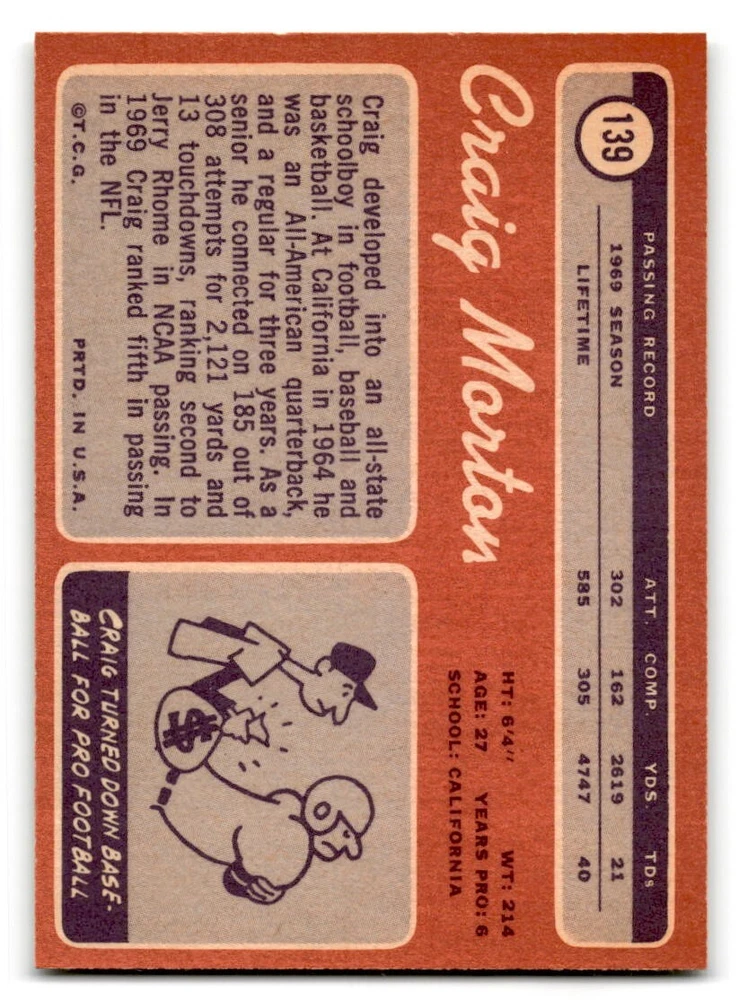 139
PASSING RECORD ATT. COMP. YDS. TDs
1969 SEASON 302 162 2619 21
LIFETIME 585 305 4747 40
Craig Morton
HT: 6'4" WT: 214
AGE: 27 YEARS PRO: 6
SCHOOL: CALIFORNIA
Craig developed into an all-state
schoolboy in football, baseball and
basketball. At California in 1964 he
was an All-American quarterback,
and a regular for three years. As a
senior he connected on 185 out of
308 attempts for 2,121 yards and
13 touchdowns, ranking second to
Jerry Rhome in NCAA passing. In
1969 Craig ranked fifth in passing
in the NFL.
©T.C.G. PRTD. IN U.S.A.
$
CRAIG TURNED DOWN BASE-
BALL FOR PRO FOOTBALL